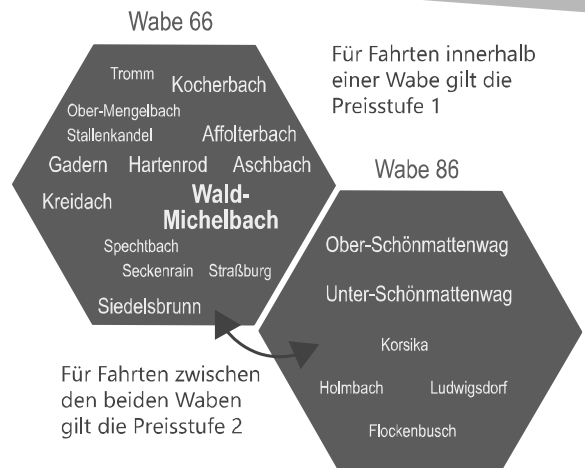 Wabe 66
Tromm
Kocherbach
Ober-Mengelbach
Stallenkandel
Affolterbach
Gadern
Hartenrod
Aschbach
Kreidach
Wald-
Michelbach
Spechtbach
Seckenrain
Straßburg
Siedelsbrunn
Für Fahrten innerhalb
einer Wabe gilt die
Preisstufe 1
Wabe 86
Ober-Schönmattenwag
Unter-Schönmattenwag
Korsika
Holmbach
Ludwigsdorf
Flockenbusch
Für Fahrten zwischen
den beiden Waben
gilt die Preisstufe 2